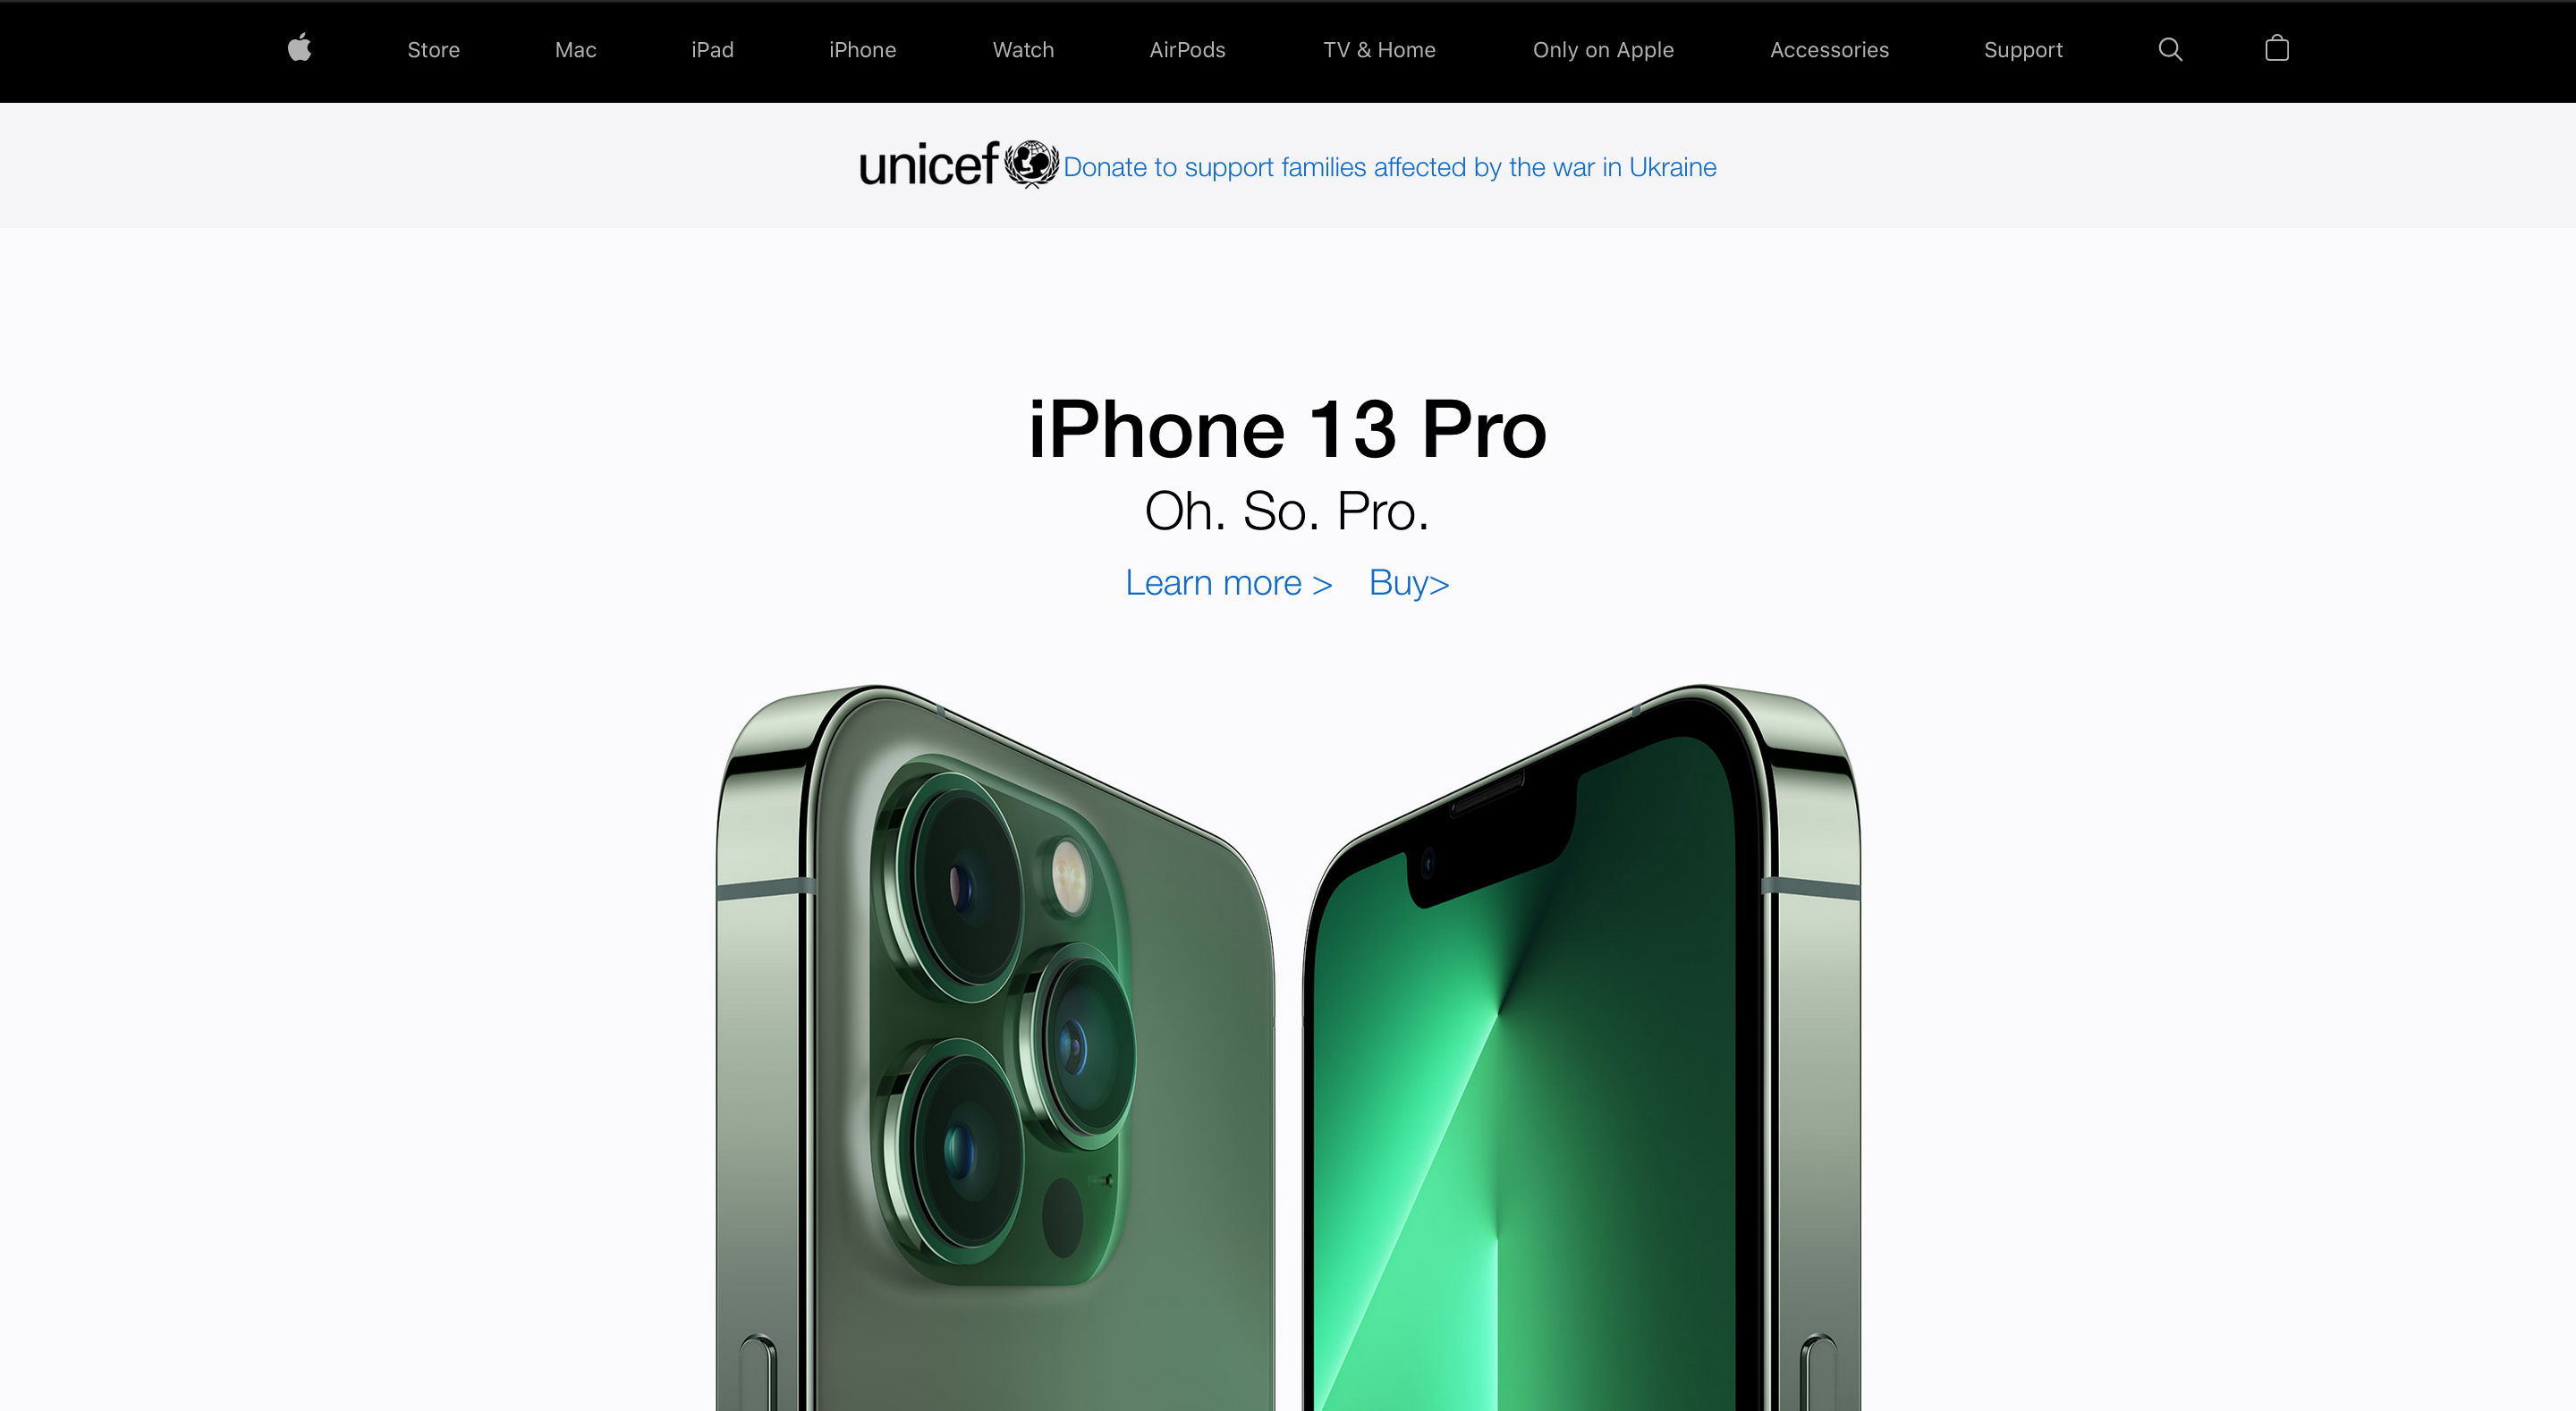 Store Mac iPad iPhone Watch AirPods TV & Home Only on Apple Accessories Support
unicef Donate to support families affected by the war in Ukraine
iPhone 13 Pro
Oh. So. Pro.
Learn more > Buy>